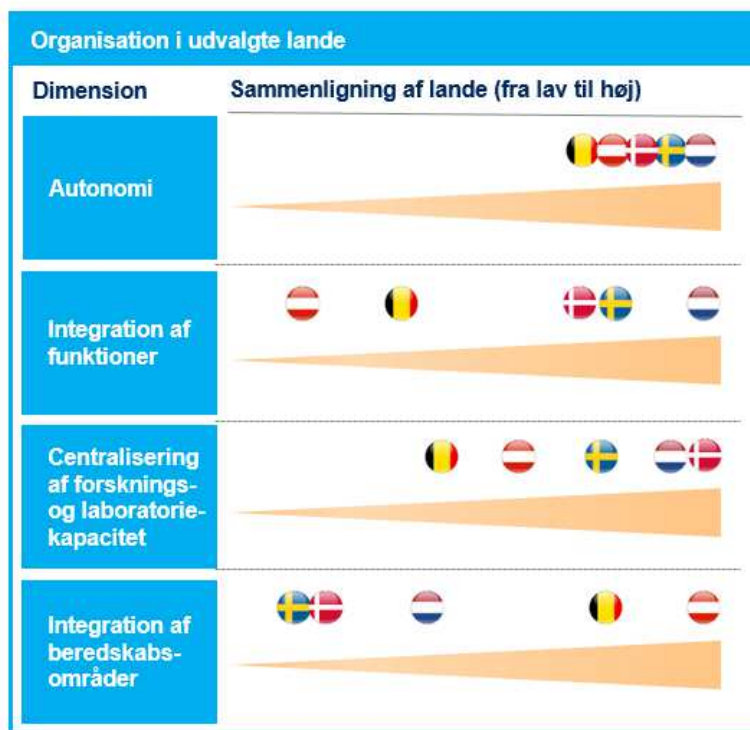 Organisation i udvalgte lande
Dimension
Sammenligning af lande (fra lav til høj)
Autonomi
Integration af
funktioner
Centralisering
af forsknings-
og laboratorie-
kapacitet
Integration af
beredskabs-
områder